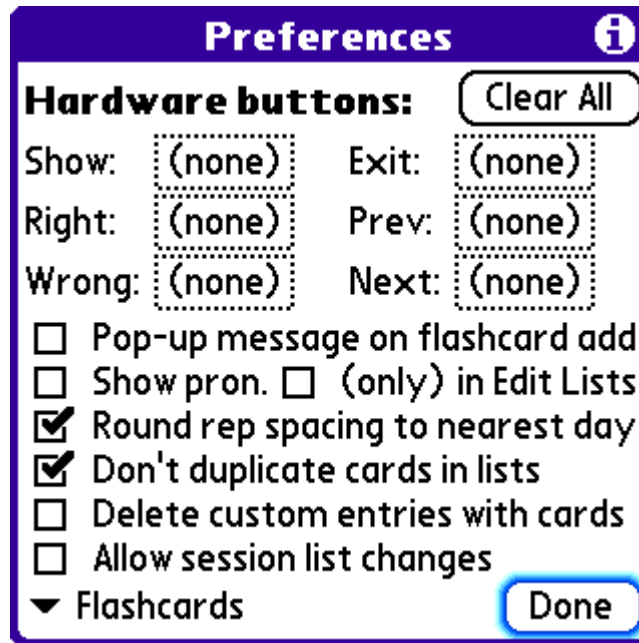 Preferences
Hardware buttons: Clear All
Show: (none) Exit: (none)
Right: (none) Prev: (none)
Wrong: (none) Next: (none)
Pop-up message on flashcard add
Show pron. (only) in Edit Lists
Round rep spacing to nearest day
Don't duplicate cards in lists
Delete custom entries with cards
Allow session list changes
Flashcards Done